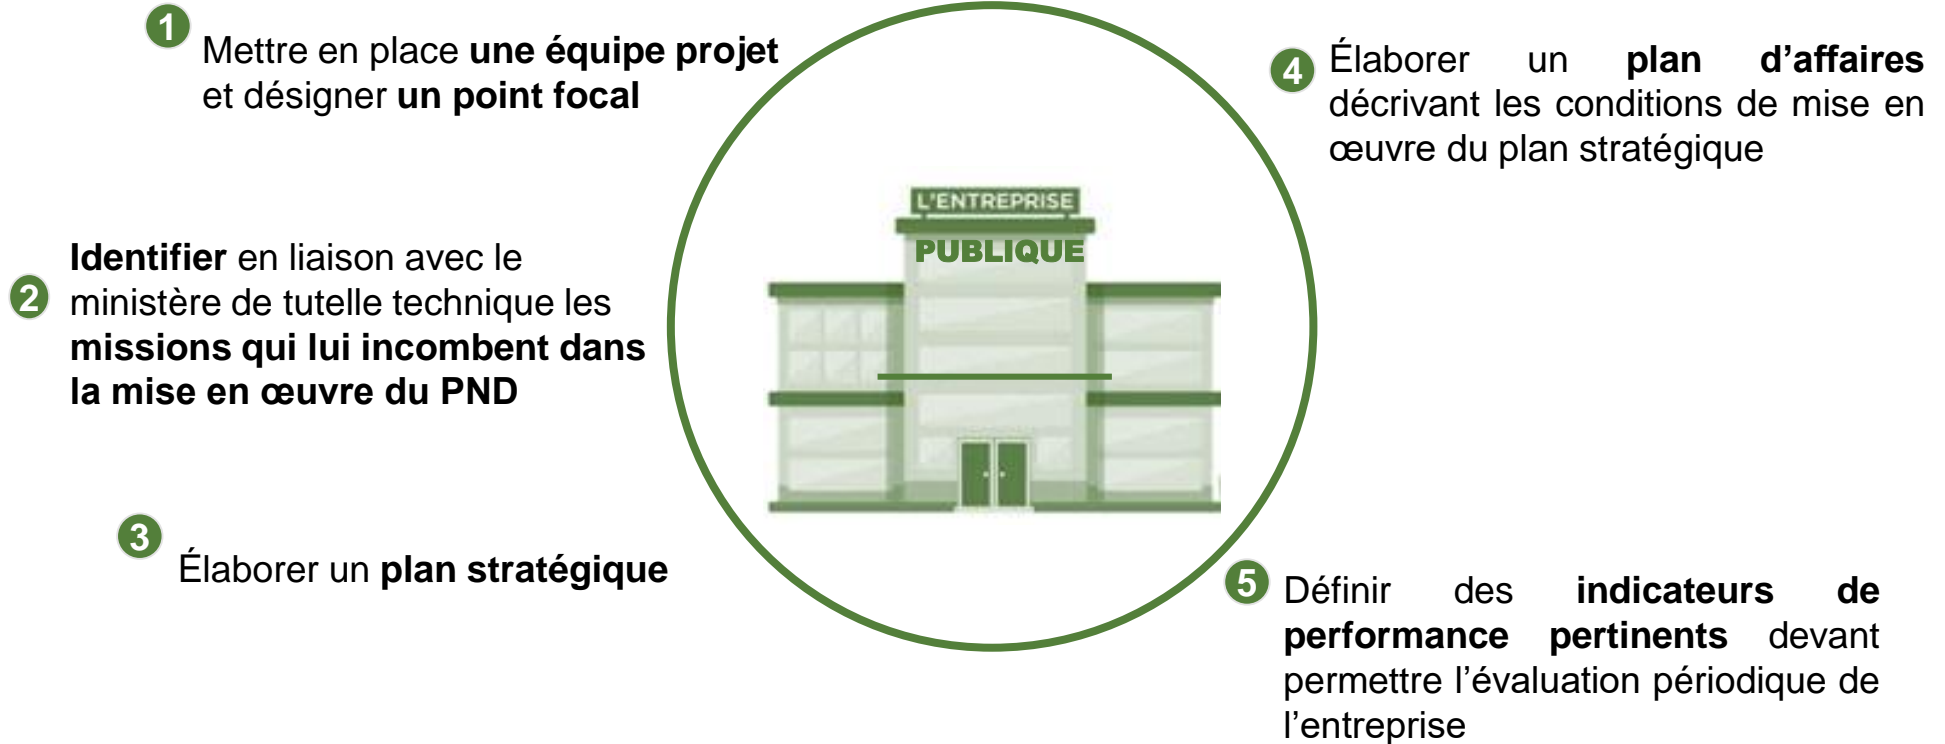 1
Mettre en place une équipe projet
et désigner un point focal
2
Identifier en liaison avec le
ministère de tutelle technique les
missions qui lui incombent dans
la mise en œuvre du PND
3
Élaborer un plan stratégique
L'ENTREPRISE
PUBLIQUE
4
Élaborer un plan d’affaires
décrivant les conditions de mise en
œuvre du plan stratégique
5
Définir des indicateurs de
performance pertinents devant
permettre l’évaluation périodique de
l’entreprise